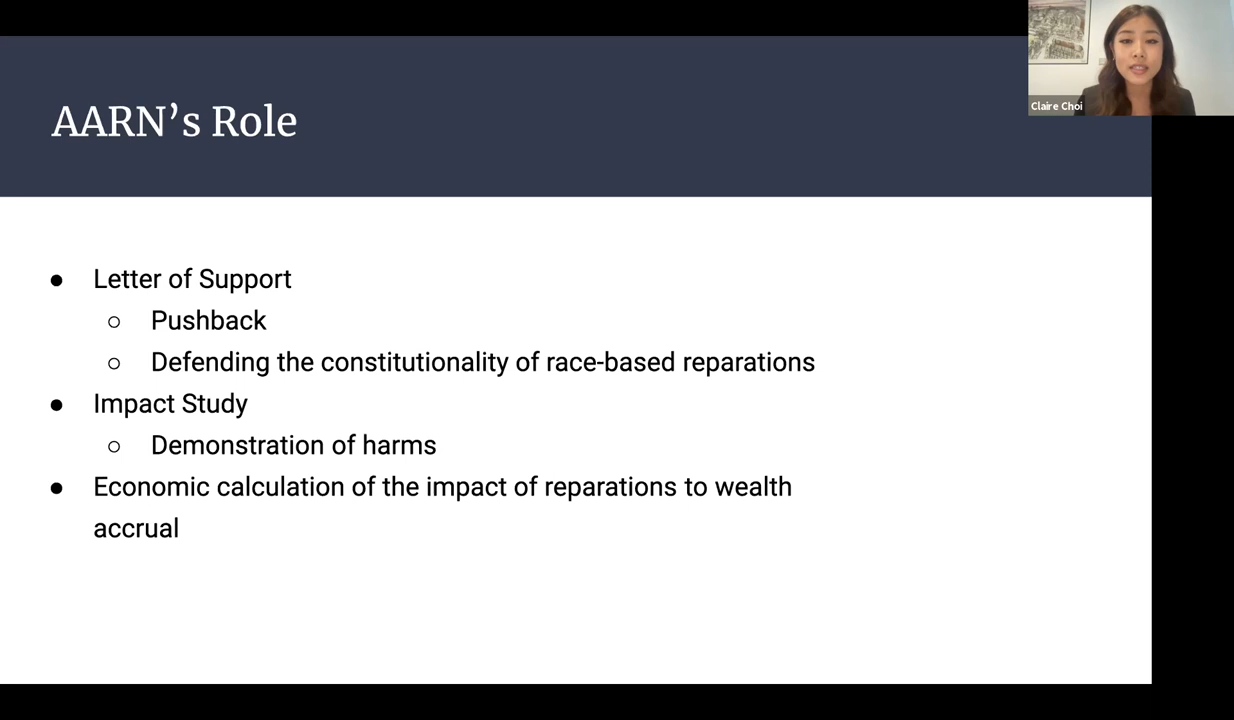 AARN’s Role
Claire Choi
● Letter of Support
○ Pushback
○ Defending the constitutionality of race-based reparations
● Impact Study
○ Demonstration of harms
● Economic calculation of the impact of reparations to wealth
accrual